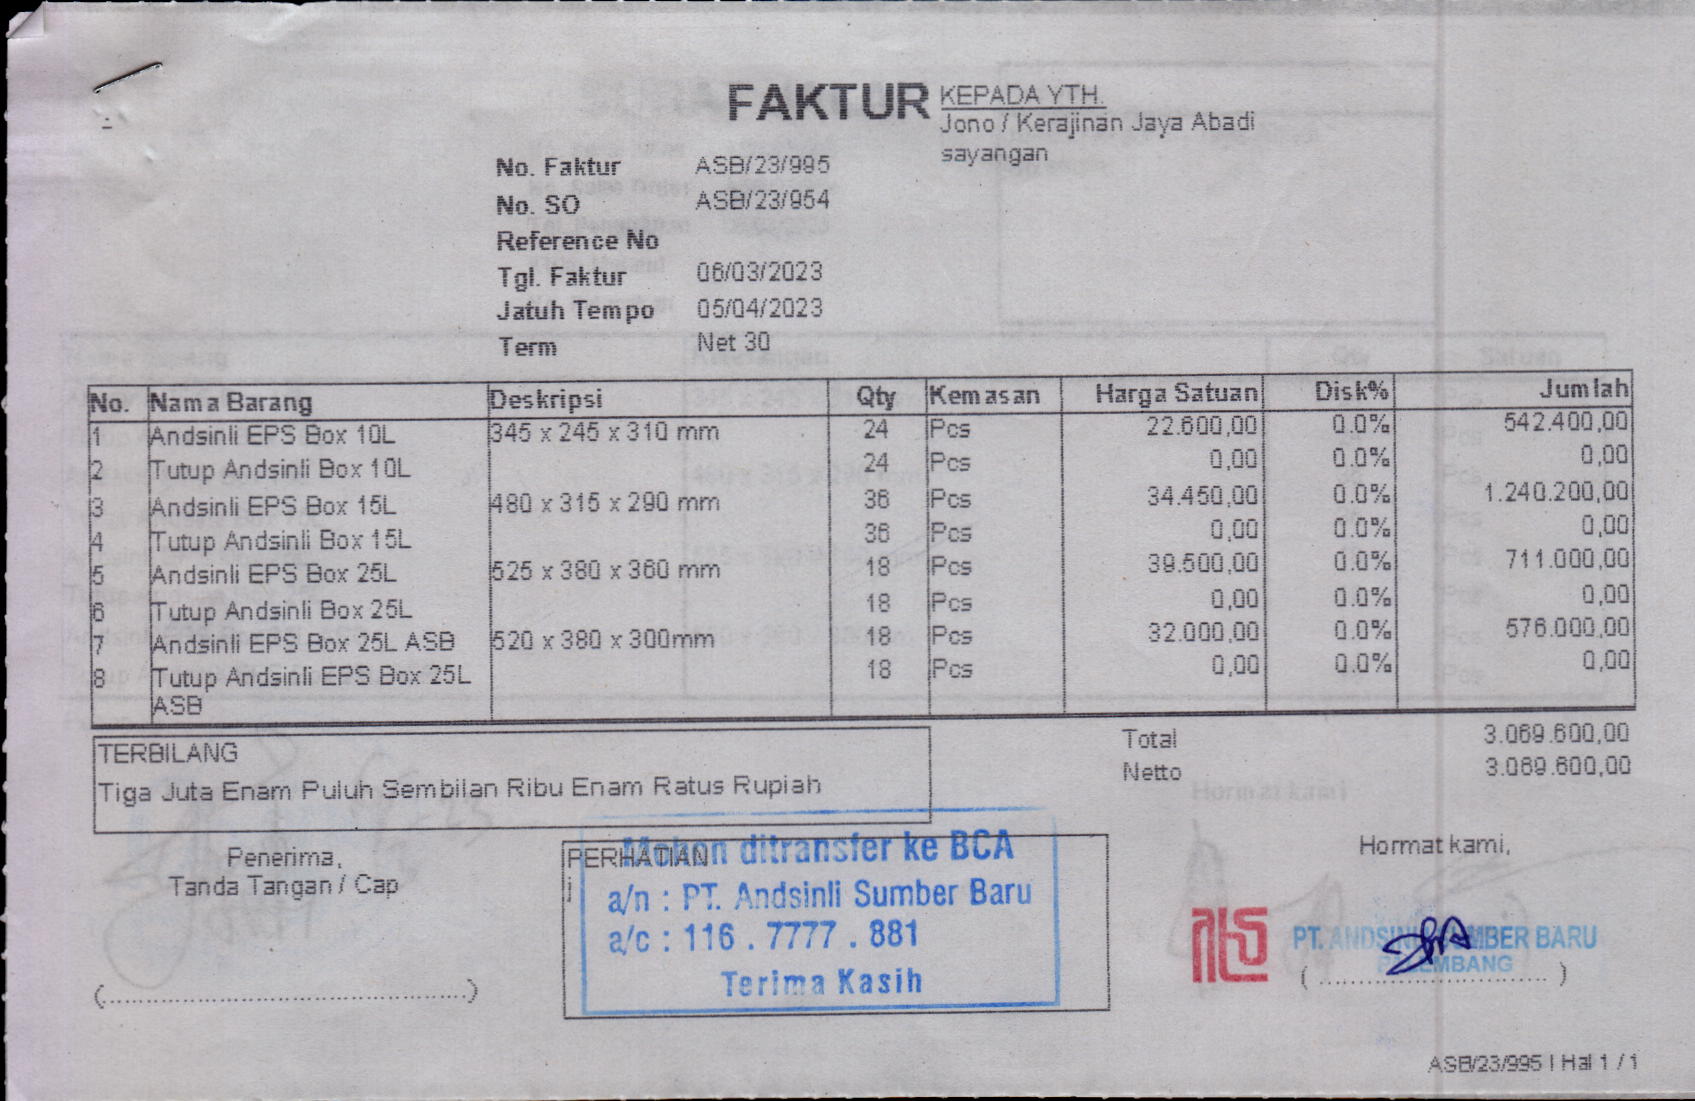 FAKTUR
KEPADA YTH.
Jono / Kerajinan Jaya Abadi
sayangan
No. Faktur ASB/23/995
No. SO ASB/23/954
Reference No
Tgl. Faktur 06/03/2023
Jatuh Tempo 05/04/2023
Term Net 30
No. Nama Barang Deskripsi Qty Kemasan Harga Satuan Disk% Jumlah
1 Andsinli EPS Box 10L 345 x 245 x 310 mm 24 Pcs 22.600,00 0.0% 542.400,00
2 Tutup Andsinli Box 10L 24 Pcs 0,00 0.0% 0,00
3 Andsinli EPS Box 15L 480 x 315 x 290 mm 36 Pcs 34.450,00 0.0% 1.240.200,00
4 Tutup Andsinli Box 15L 36 Pcs 0,00 0.0% 0,00
5 Andsinli EPS Box 25L 525 x 380 x 360 mm 18 Pcs 39.500,00 0.0% 711.000,00
6 Tutup Andsinli Box 25L 18 Pcs 0,00 0.0% 0,00
7 Andsinli EPS Box 25L ASB 520 x 380 x 300mm 18 Pcs 32.000,00 0.0% 576.000,00
8 Tutup Andsinli EPS Box 25L 18 Pcs 0,00 0.0% 0,00
ASB
TERBILANG
Tiga Juta Enam Puluh Sembilan Ribu Enam Ratus Rupiah
Total 3.069.600,00
Netto 3.069.600,00
Penerima,
Tanda Tangan / Cap
(............................................)
PERHATIAN
Mohon ditransfer ke BCA
a/n : PT. Andsinli Sumber Baru
a/c : 116 . 7777 . 881
Terima Kasih
Hormat kami,
PT. ANDSINLI SUMBER BARU
PALEMBANG
( ............................ )
ASB/23/995 | Hal 1 / 1